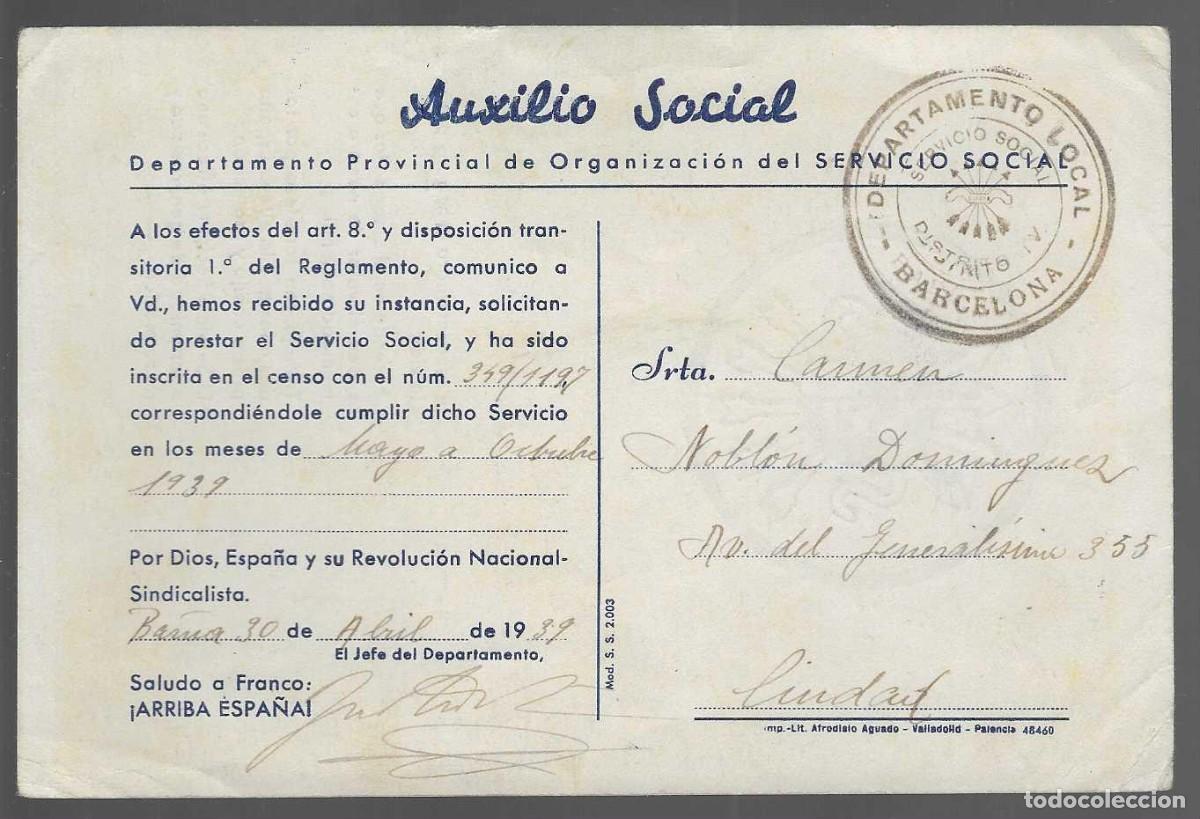 Auxilio Social
Departamento Provincial de Organización del SERVICIO SOCIAL
DEPARTAMENTO LOCAL
SERVICIO SOCIAL
DISTRITO IV.
- BARCELONA -
A los efectos del art. 8.º y disposición tran-
sitoria 1.ª del Reglamento, comunico a
Vd., hemos recibido su instancia, solicitan-
do prestar el Servicio Social, y ha sido
inscrita en el censo con el núm. 359/1197
correspondiéndole cumplir dicho Servicio
en los meses de Mayo a Octubre
1939
Por Dios, España y su Revolución Nacional-
Sindicalista.
Barna 30 de Abril de 1939
El Jefe del Departamento,
Saludo a Franco:
¡ARRIBA ESPAÑA!
Mod. S. S. 2.003
Srta. Carmen
Noblón Dominguez
Av. del Generalísimo 355
Ciudad
Imp.-Lit. Afrodisio Aguado - Valladolid - Palencia 48460
todocoleccion